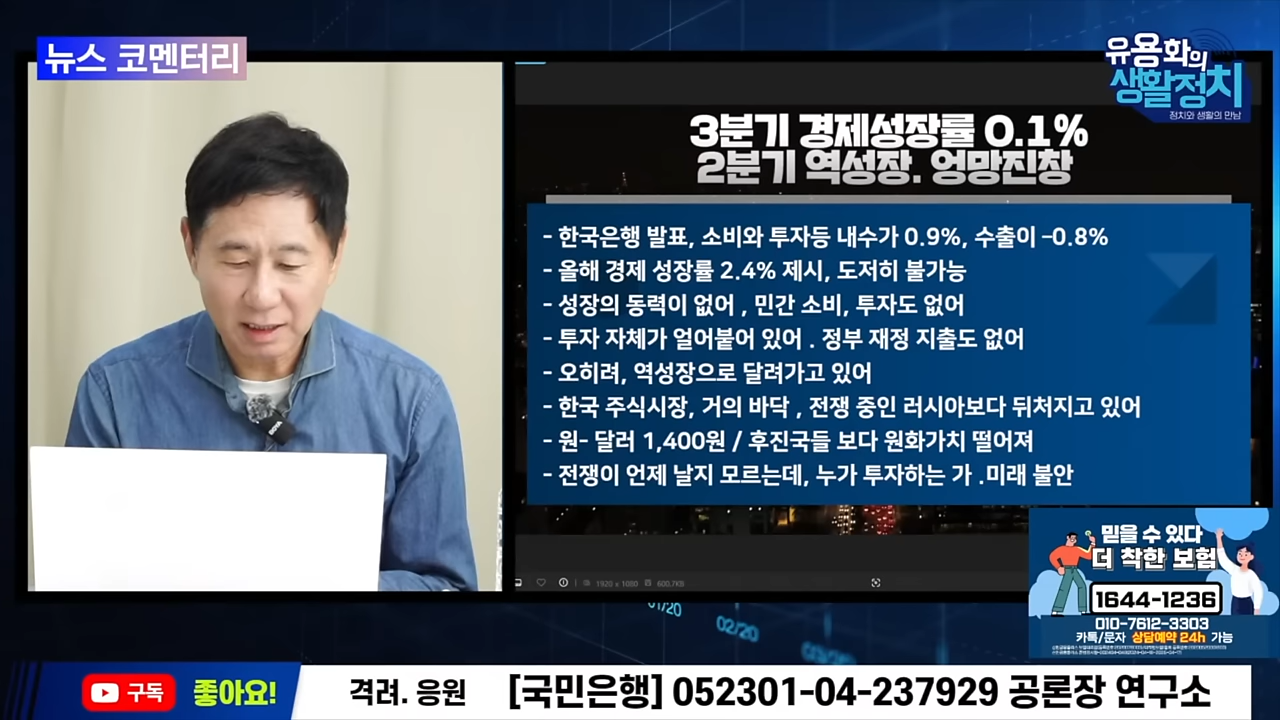 뉴스 코멘터리
유용화의
생활정치
정치와 생활의 만남
3분기 경제성장률 0.1%
2분기 역성장. 엉망진창
- 한국은행 발표, 소비와 투자등 내수가 0.9%, 수출이 -0.8%
- 올해 경제 성장률 2.4% 제시, 도저히 불가능
- 성장의 동력이 없어 , 민간 소비, 투자도 없어
- 투자 자체가 얼어붙어 있어 . 정부 재정 지출도 없어
- 오히려, 역성장으로 달려가고 있어
- 한국 주식시장, 거의 바닥 , 전쟁 중인 러시아보다 뒤처지고 있어
- 원- 달러 1,400원 / 후진국들 보다 원화가치 떨어져
- 전쟁이 언제 날지 모르는데, 누가 투자하는 가 .미래 불안
BOYA
1920 x 1080
600.7KB
믿을 수 있다
더 착한 보험
1644-1236
010-7612-3303
카톡/문자 상담예약 24h 가능
01/20
02/20
구독
좋아요!
격려. 응원 [국민은행] 052301-04-237929 공론장 연구소